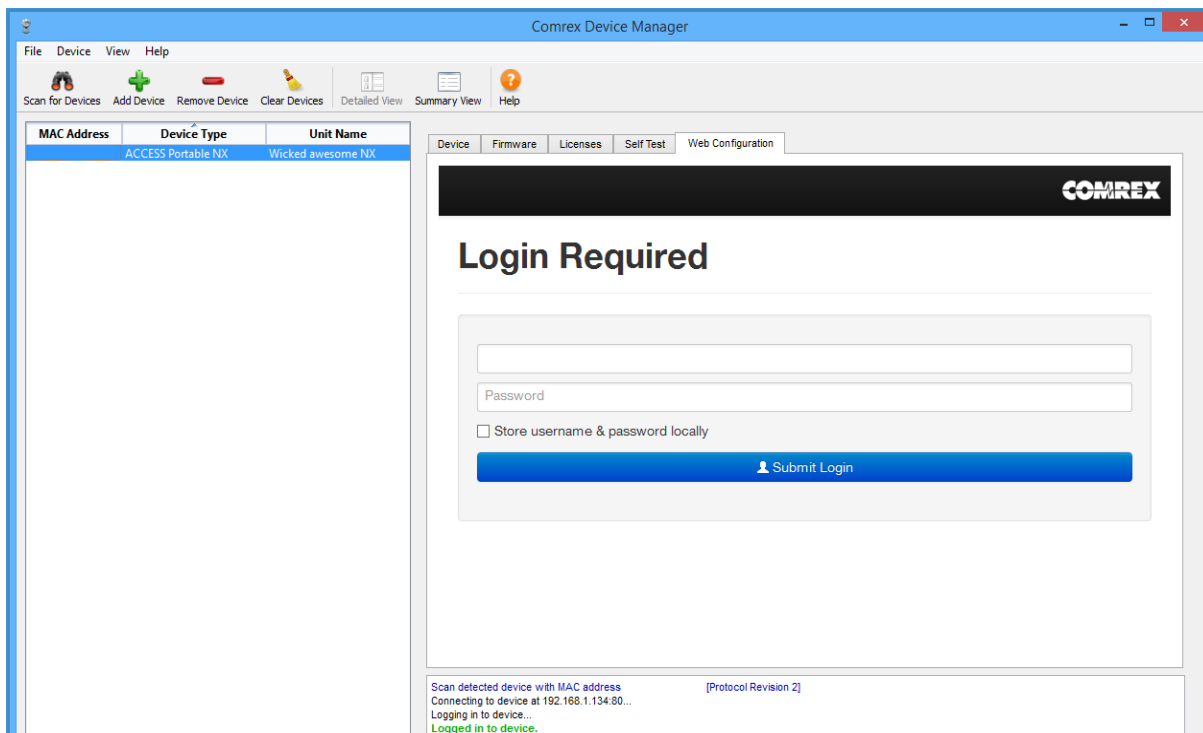 Comrex Device Manager
File Device View Help
Scan for Devices Add Device Remove Device Clear Devices Detailed View Summary View Help
MAC Address Device Type Unit Name
ACCESS Portable NX Wicked awesome NX
Device Firmware Licenses Self Test Web Configuration
COMREX
Login Required
Password
Store username & password locally
Submit Login
Scan detected device with MAC address [Protocol Revision 2]
Connecting to device at 192.168.1.134:80...
Logging in to device...
Logged in to device.